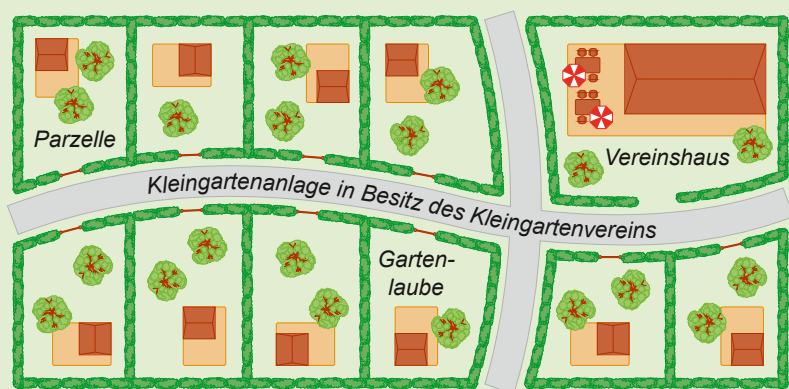 Parzelle
Vereinshaus
Kleingartenanlage in Besitz des Kleingartenvereins
Garten-
laube